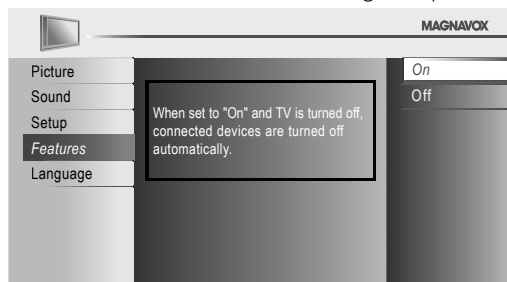 MAGNAVOX
Picture
Sound
Setup
Features
Language
When set to "On" and TV is turned off,
connected devices are turned off
automatically.
On
Off